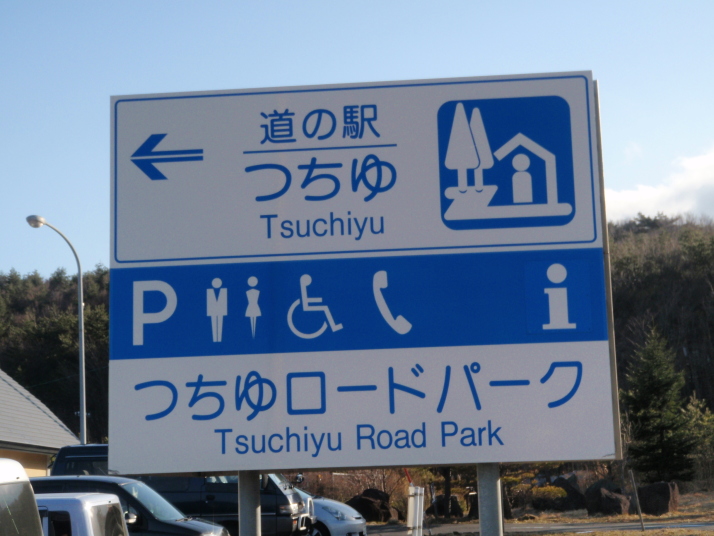 道の駅
つちゆ
Tsuchiyu
P i
つちゆロードパーク
Tsuchiyu Road Park